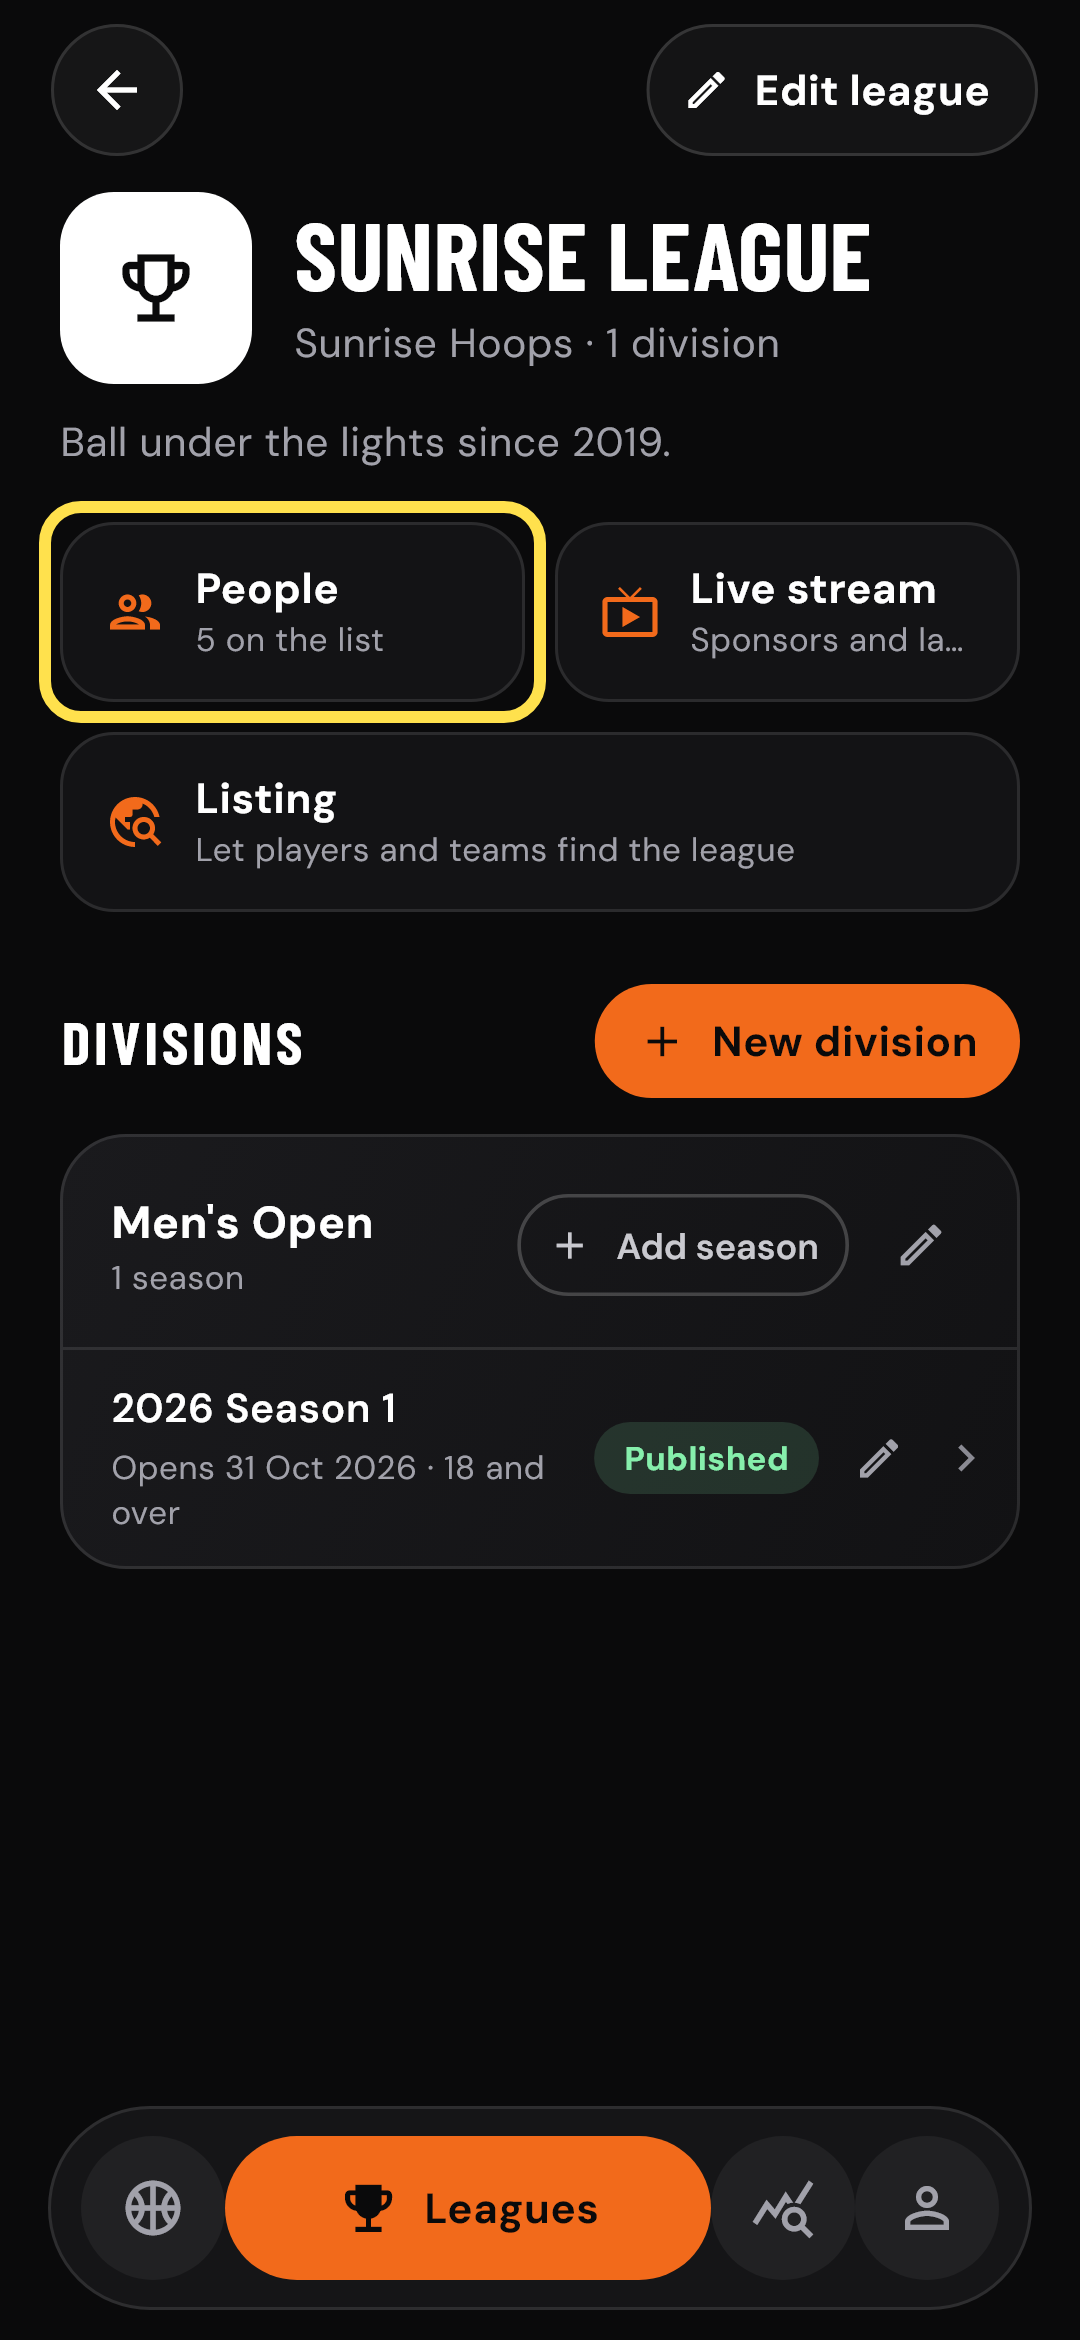 Edit league
SUNRISE LEAGUE
Sunrise Hoops · 1 division
Ball under the lights since 2019.
People
5 on the list
Live stream
Sponsors and la...
Listing
Let players and teams find the league
DIVISIONS
+ New division
Men's Open
1 season
+ Add season
2026 Season 1
Opens 31 Oct 2026 · 18 and
over
Published
Leagues